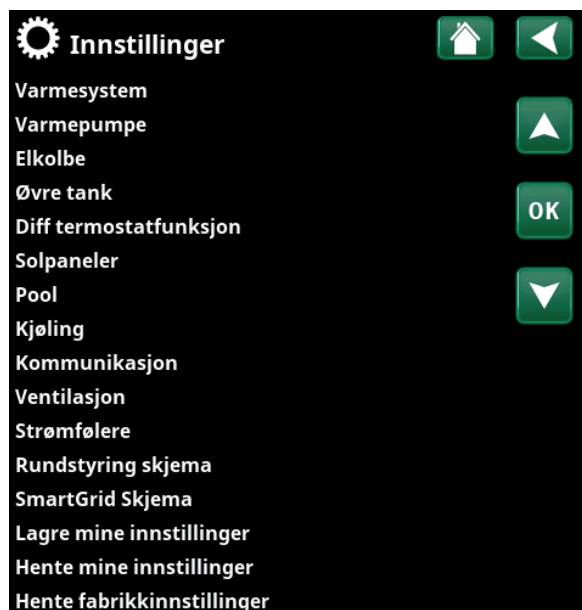 Innstillinger
Varmesystem
Varmepumpe
Elkolbe
Øvre tank
OK
Diff termostatfunksjon
Solpaneler
Pool
Kjøling
Kommunikasjon
Ventilasjon
Strømfølere
Rundstyring skjema
SmartGrid Skjema
Lagre mine innstillinger
Hente mine innstillinger
Hente fabrikkinnstillinger